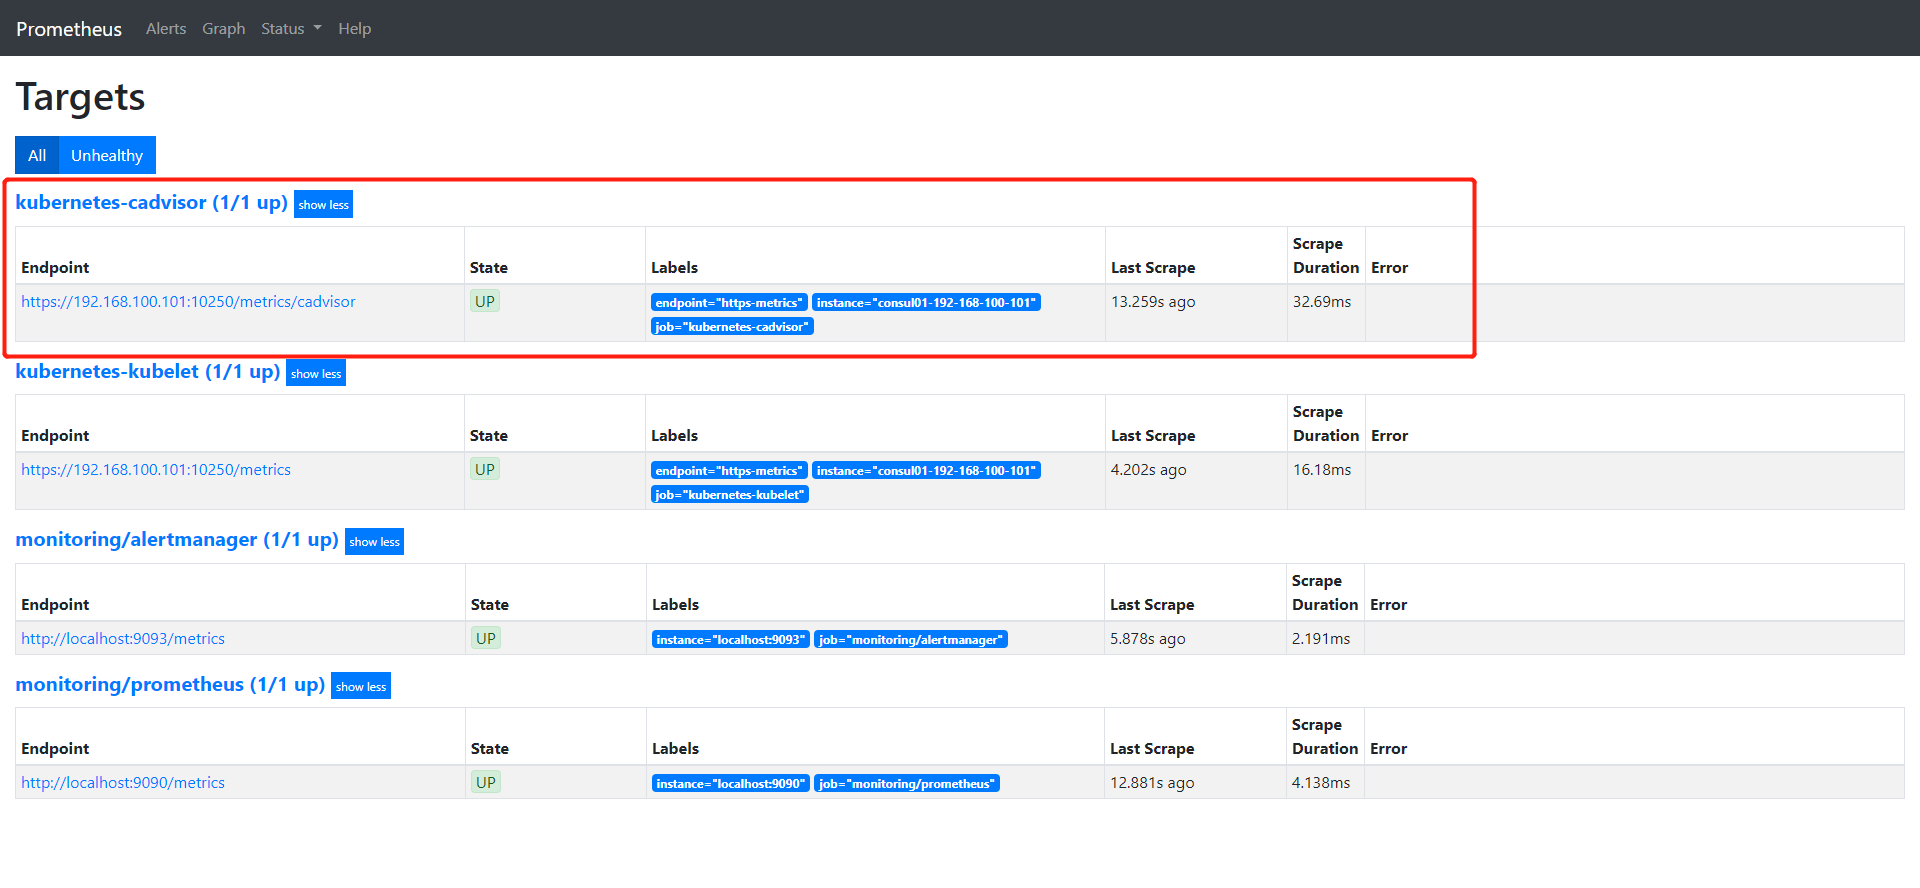 Prometheus Alerts Graph Status Help
Targets
All Unhealthy
kubernetes-cadvisor (1/1 up) show less
Endpoint State Labels Last Scrape Scrape Duration Error
https://192.168.100.101:10250/metrics/cadvisor UP endpoint="https-metrics" instance="consul01-192-168-100-101" 13.259s ago 32.69ms
job="kubernetes-cadvisor"
kubernetes-kubelet (1/1 up) show less
Endpoint State Labels Last Scrape Scrape Duration Error
https://192.168.100.101:10250/metrics UP endpoint="https-metrics" instance="consul01-192-168-100-101" 4.202s ago 16.18ms
job="kubernetes-kubelet"
monitoring/alertmanager (1/1 up) show less
Endpoint State Labels Last Scrape Scrape Duration Error
http://localhost:9093/metrics UP instance="localhost:9093" job="monitoring/alertmanager" 5.878s ago 2.191ms
monitoring/prometheus (1/1 up) show less
Endpoint State Labels Last Scrape Scrape Duration Error
http://localhost:9090/metrics UP instance="localhost:9090" job="monitoring/prometheus" 12.881s ago 4.138ms